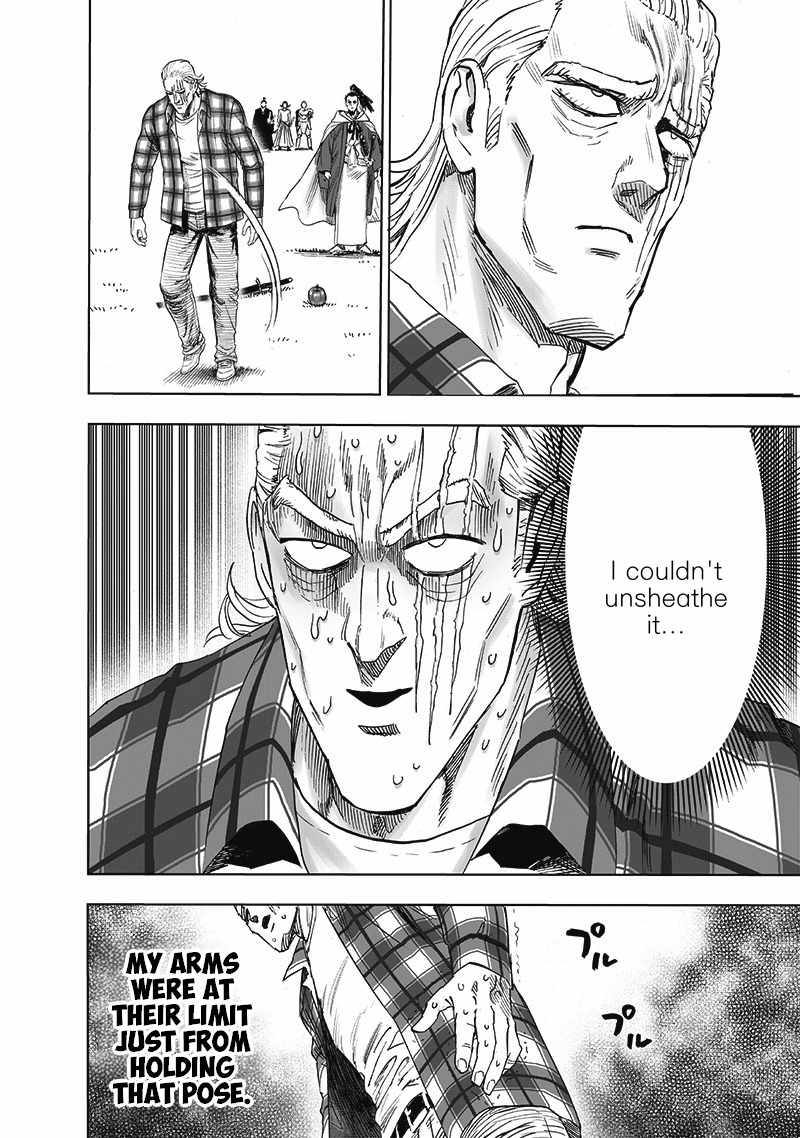 I couldn't
unsheathe
it...
MY ARMS
WERE AT
THEIR LIMIT
JUST FROM
HOLDING
THAT POSE.
プル
プル